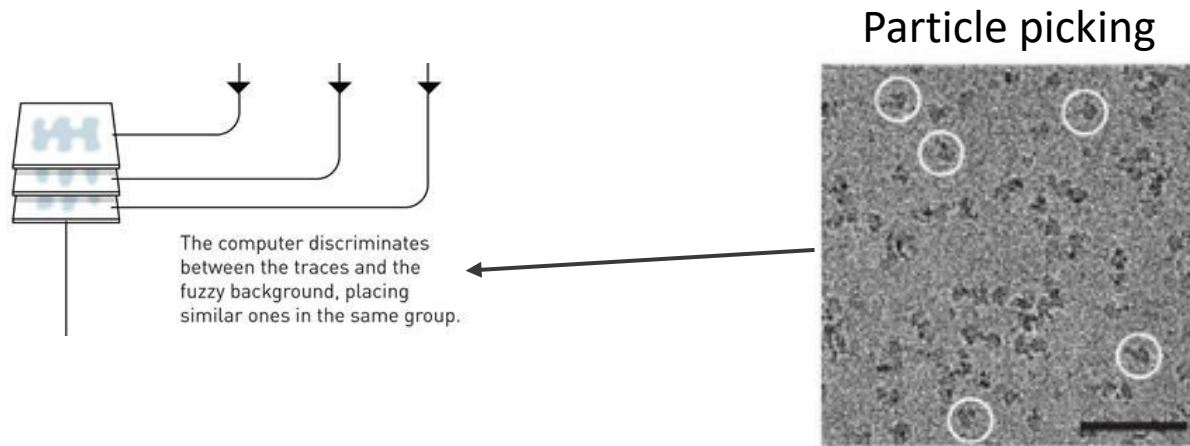 Particle picking
The computer discriminates
between the traces and the
fuzzy background, placing
similar ones in the same group.